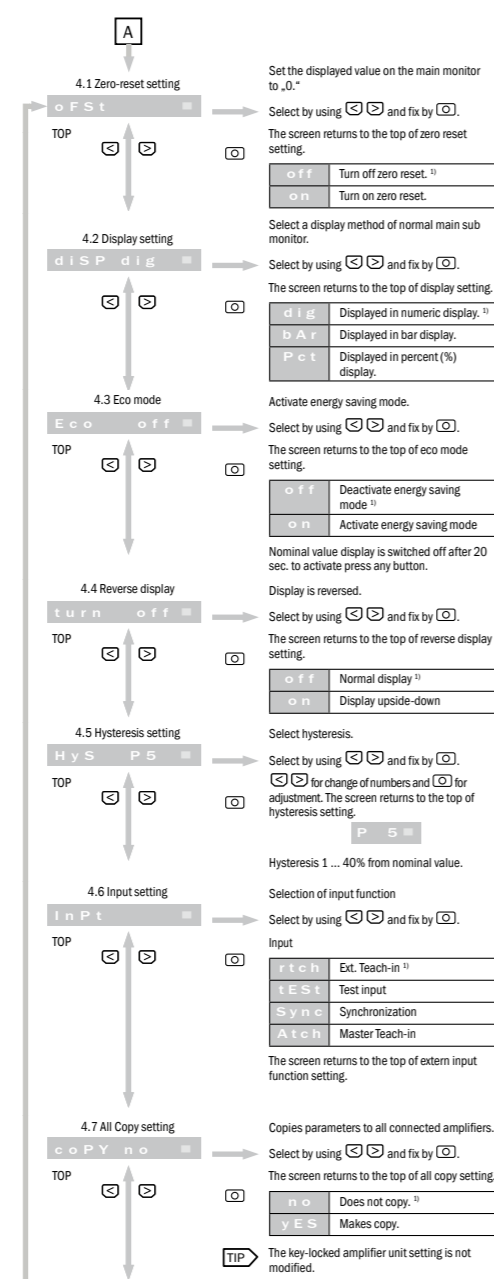 A
4.1 Zero-reset setting
oFSt
TOP
Set the displayed value on the main monitor
to „0.“
Select by using < > and fix by O.
The screen returns to the top of zero reset
setting.
off Turn off zero reset. 1)
on Turn on zero reset.
4.2 Display setting
diSP dig
Select a display method of normal main sub
monitor.
Select by using < > and fix by O.
The screen returns to the top of display setting.
dig Displayed in numeric display. 1)
bAr Displayed in bar display.
Pct Displayed in percent (%)
display.
4.3 Eco mode
Eco off
TOP
Activate energy saving mode.
Select by using < > and fix by O.
The screen returns to the top of eco mode
setting.
off Deactivate energy saving
mode 1)
on Activate energy saving mode
Nominal value display is switched off after 20
sec. to activate press any button.
4.4 Reverse display
turn off
TOP
Display is reversed.
Select by using < > and fix by O.
The screen returns to the top of reverse display
setting.
off Normal display 1)
on Display upside-down
4.5 Hysteresis setting
HyS P5
TOP
Select hysteresis.
Select by using < > and fix by O.
< > for change of numbers and O for
adjustment. The screen returns to the top of
hysteresis setting.
P 5
Hysteresis 1 ... 40% from nominal value.
4.6 Input setting
InPt
TOP
Selection of input function
Select by using < > and fix by O.
Input
rtch Ext. Teach-in 1)
tESt Test input
Sync Synchronization
Atch Master Teach-in
The screen returns to the top of extern input
function setting.
4.7 All Copy setting
coPY no
TOP
Copies parameters to all connected amplifiers.
Select by using < > and fix by O.
The screen returns to the top of all copy setting.
no Does not copy. 1)
yES Makes copy.
TIP The key-locked amplifier unit setting is not
modified.